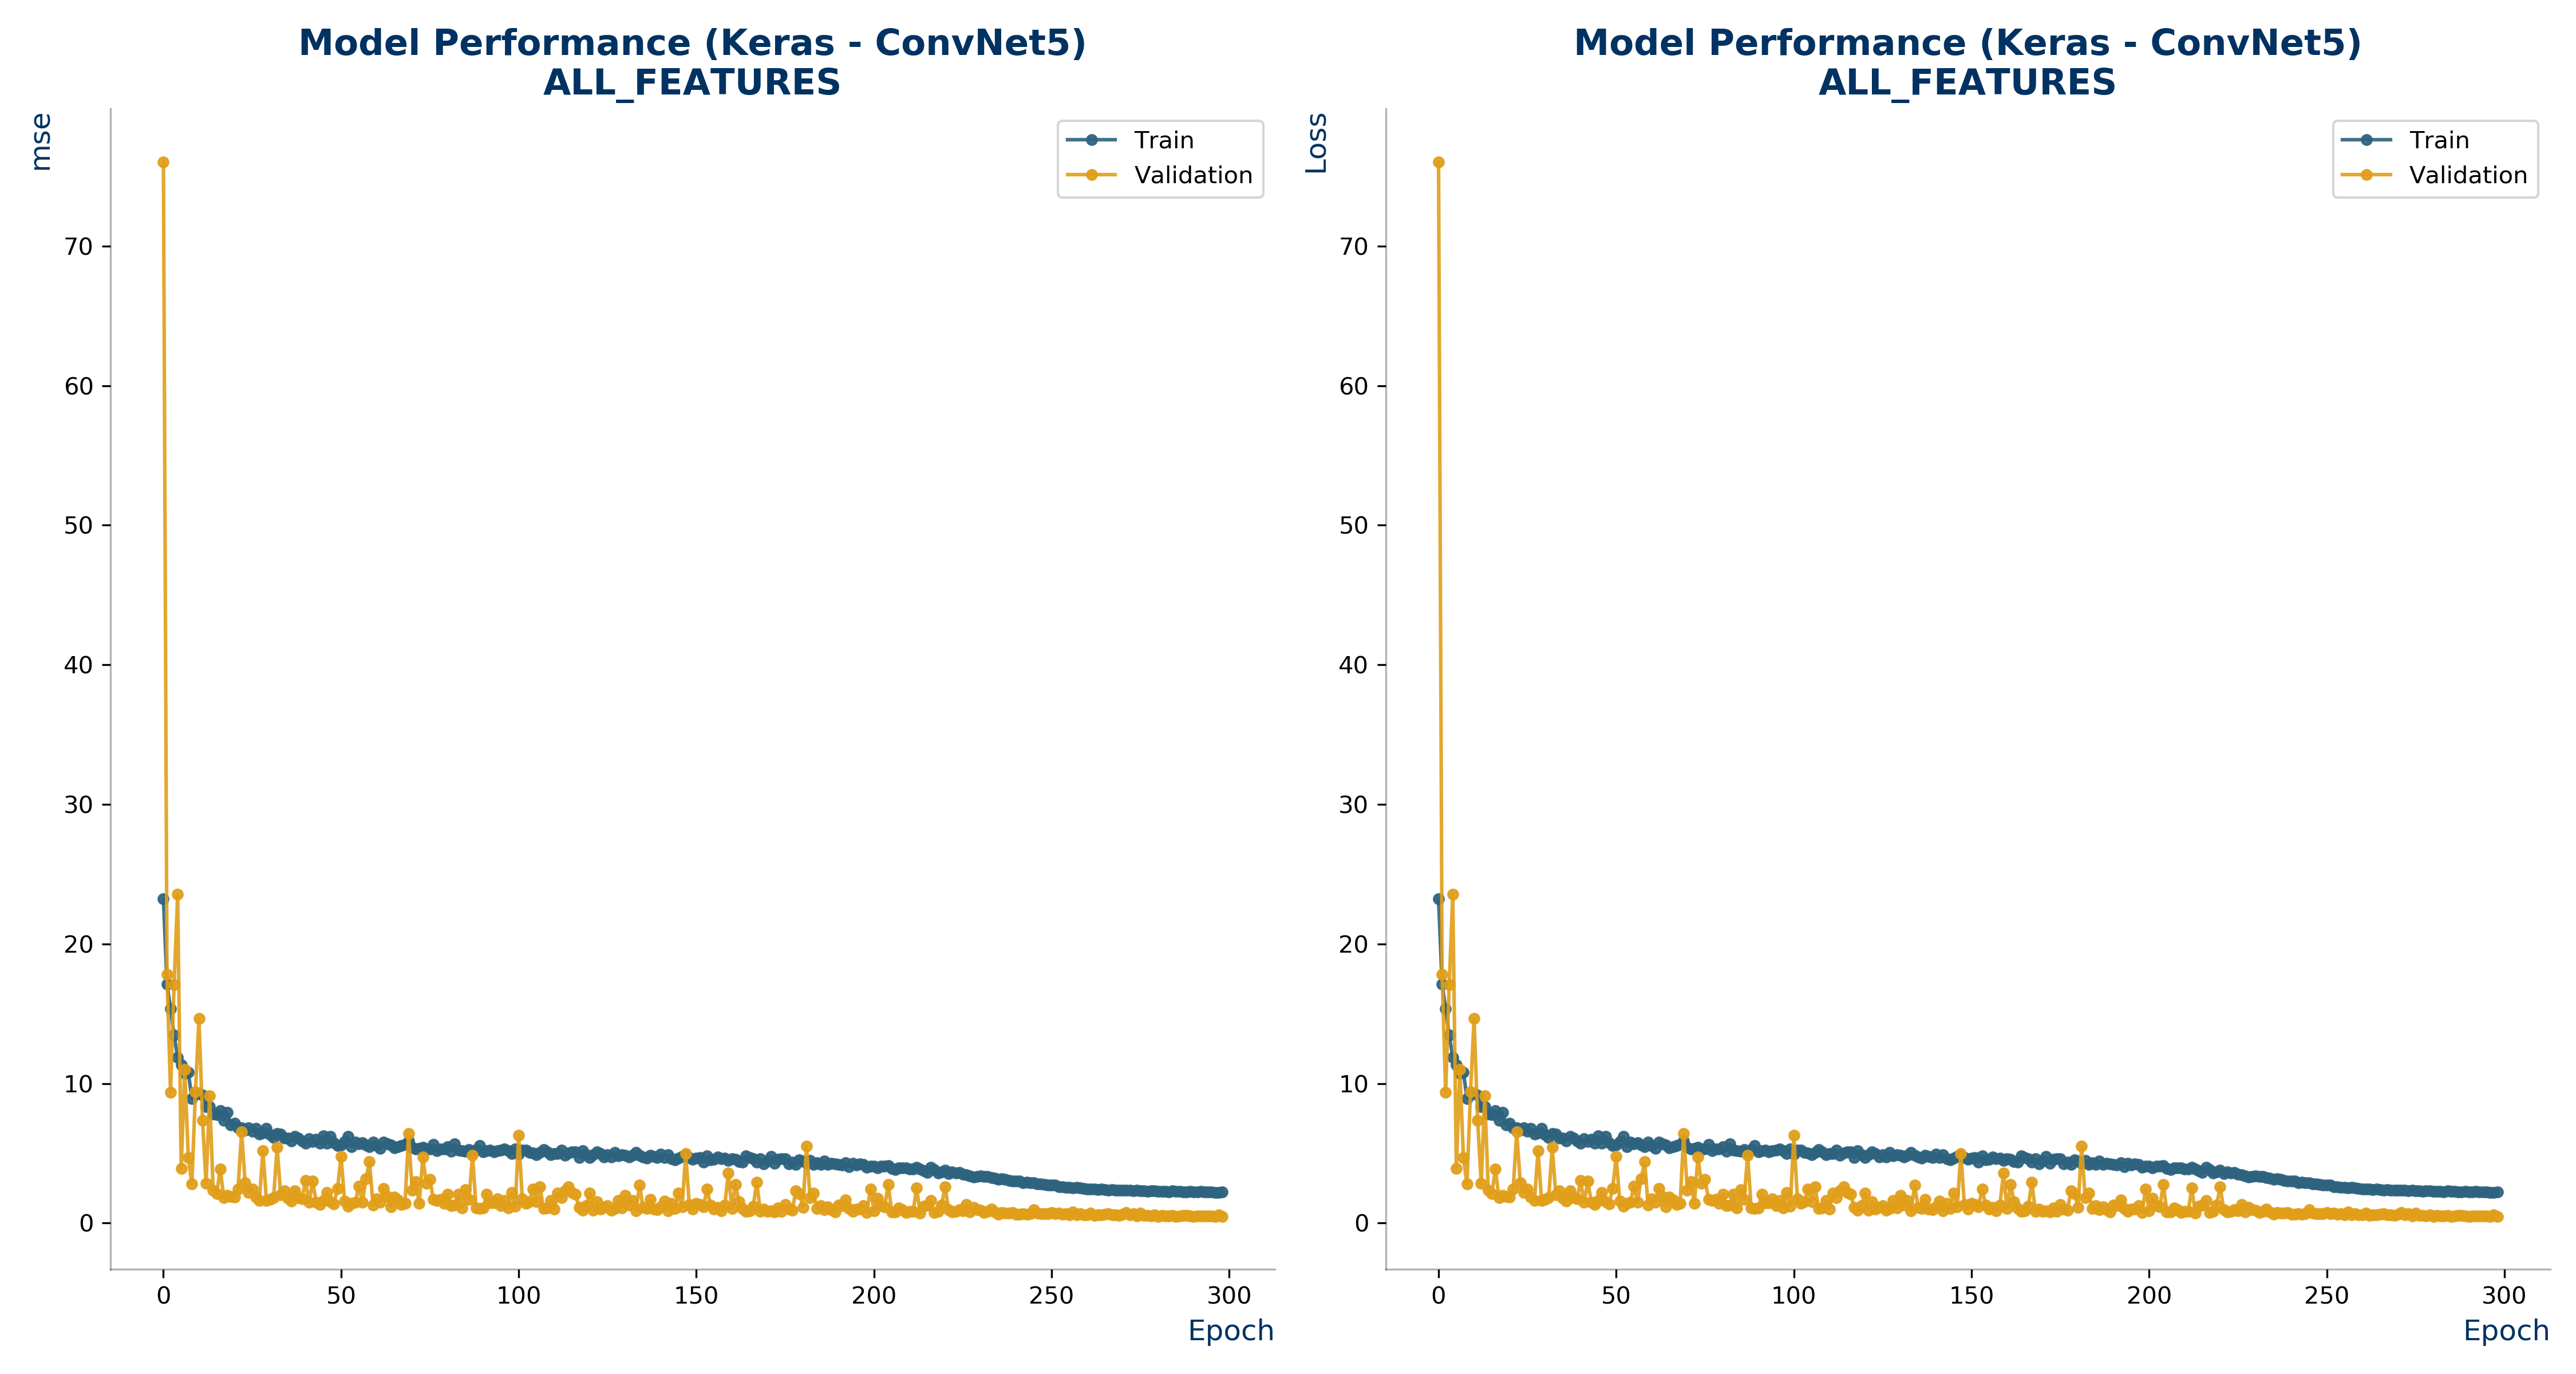 Model Performance (Keras - ConvNet5)
ALL_FEATURES
mse
Train
Validation
70
60
50
40
30
20
10
0
0 50 100 150 200 250 300
Epoch
Model Performance (Keras - ConvNet5)
ALL_FEATURES
Loss
Train
Validation
70
60
50
40
30
20
10
0
0 50 100 150 200 250 300
Epoch